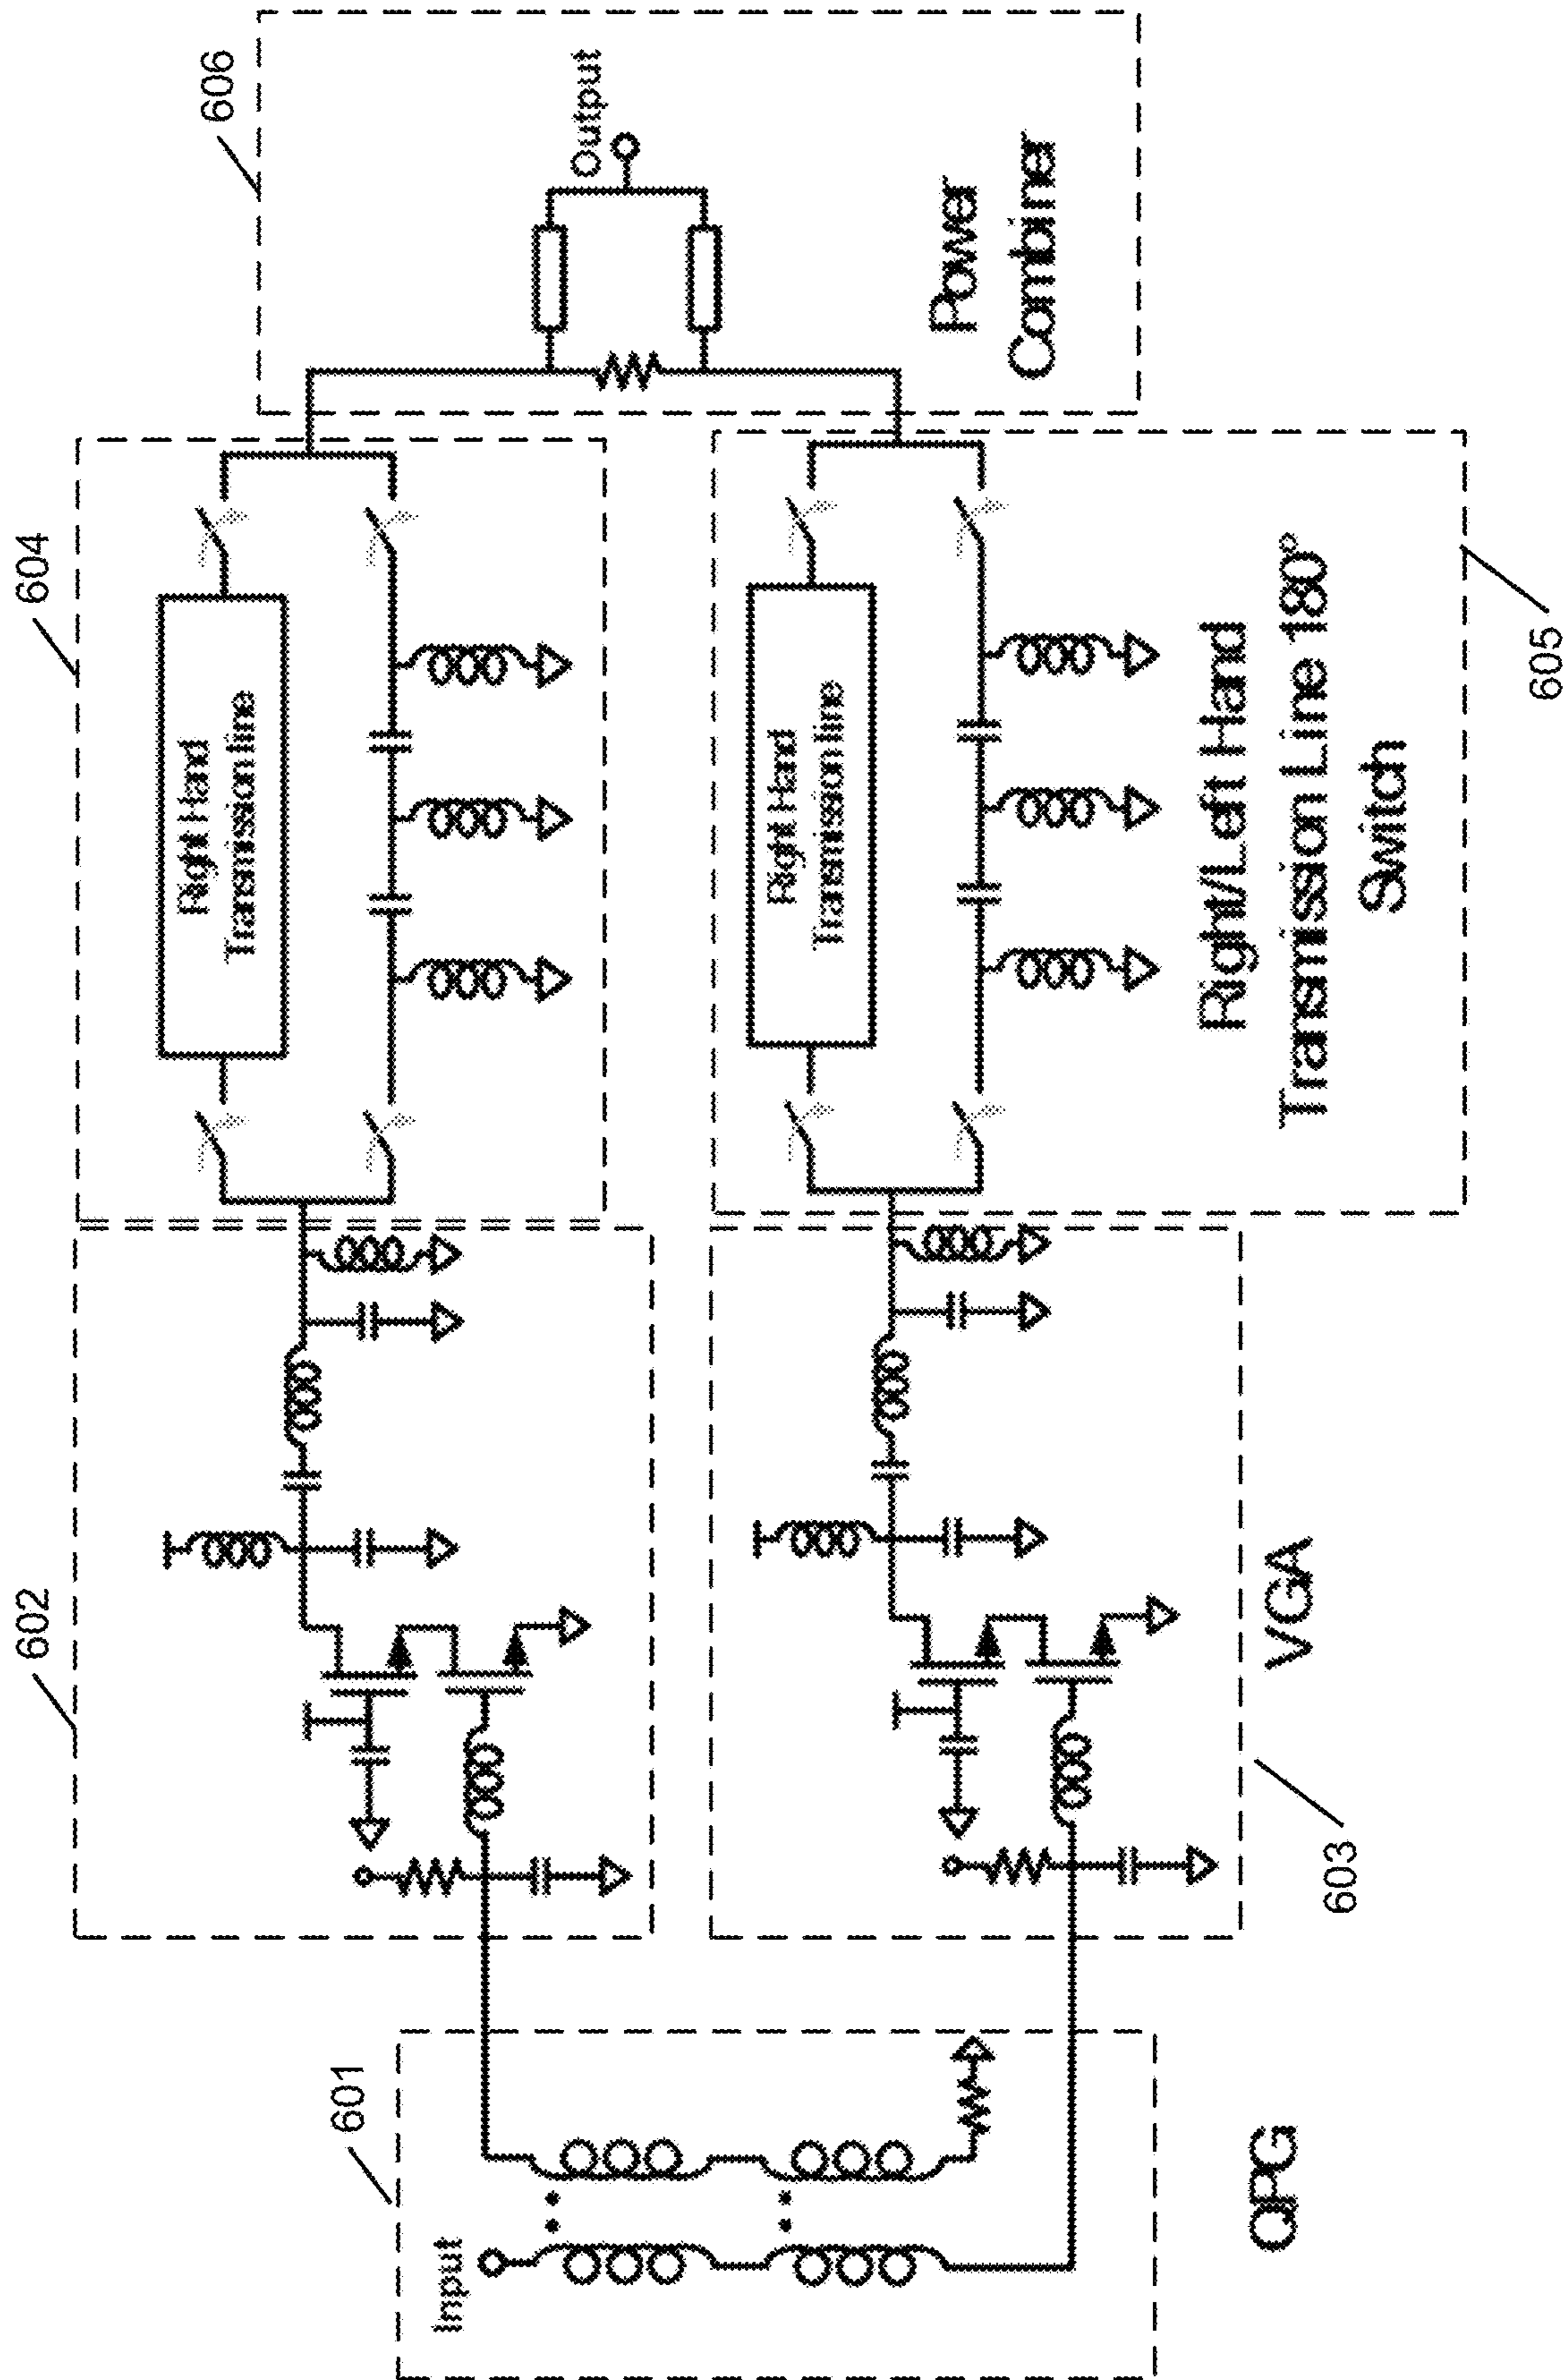 601
Input
QPG
602
603
VGA
604
Right Hand
Transmission line
Right Hand
Transmission line
Right/Left Hand
Transmission Line 180°
Switch
605
606
Output
Power
Combiner